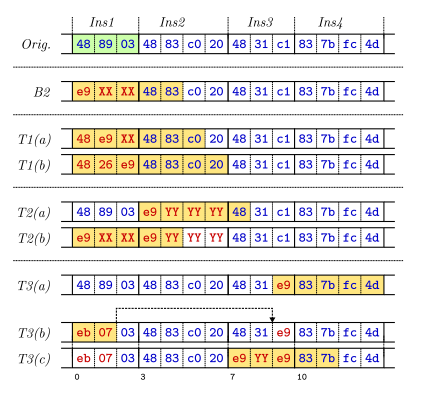 Ins1 Ins2 Ins3 Ins4
Orig. 48 89 03 48 83 c0 20 48 31 c1 83 7b fc 4d
B2 e9 XX XX 48 83 c0 20 48 31 c1 83 7b fc 4d
T1(a) 48 e9 XX 48 83 c0 20 48 31 c1 83 7b fc 4d
T1(b) 48 26 e9 48 83 c0 20 48 31 c1 83 7b fc 4d
T2(a) 48 89 03 e9 YY YY YY 48 31 c1 83 7b fc 4d
T2(b) e9 XX XX e9 YY YY YY 48 31 c1 83 7b fc 4d
T3(a) 48 89 03 48 83 c0 20 48 31 e9 83 7b fc 4d
T3(b) eb 07 03 48 83 c0 20 48 31 e9 83 7b fc 4d
T3(c) eb 07 03 48 83 c0 20 e9 YY e9 83 7b fc 4d
0 3 7 10